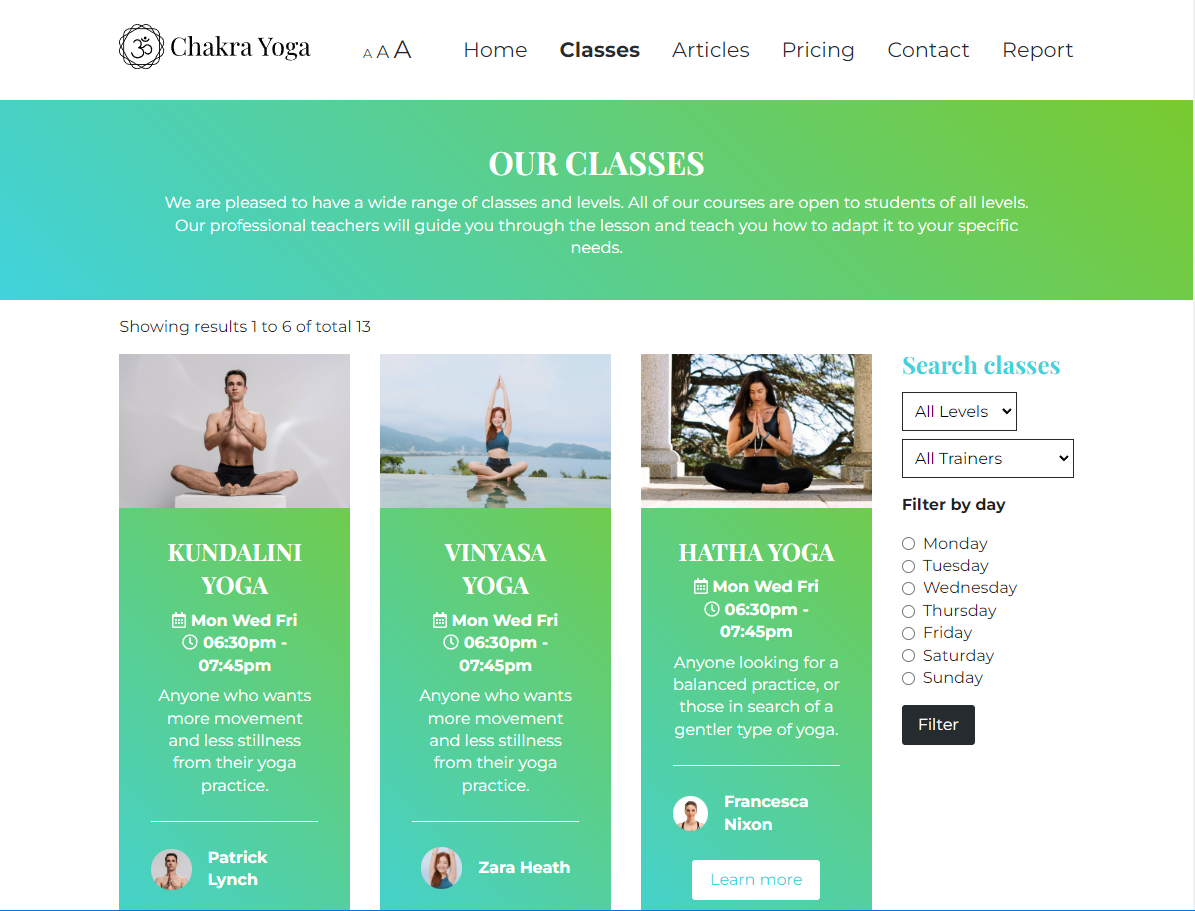 Chakra Yoga
A A A
Home Classes Articles Pricing Contact Report
OUR CLASSES
We are pleased to have a wide range of classes and levels. All of our courses are open to students of all levels.
Our professional teachers will guide you through the lesson and teach you how to adapt it to your specific
needs.
Showing results 1 to 6 of total 13
KUNDALINI
YOGA
Mon Wed Fri
06:30pm -
07:45pm
Anyone who wants
more movement
and less stillness
from their yoga
practice.
Patrick
Lynch
VINYASA
YOGA
Mon Wed Fri
06:30pm -
07:45pm
Anyone who wants
more movement
and less stillness
from their yoga
practice.
Zara Heath
HATHA YOGA
Mon Wed Fri
06:30pm -
07:45pm
Anyone looking for a
balanced practice, or
those in search of a
gentler type of yoga.
Francesca
Nixon
Learn more
Search classes
All Levels
All Trainers
Filter by day
Monday
Tuesday
Wednesday
Thursday
Friday
Saturday
Sunday
Filter